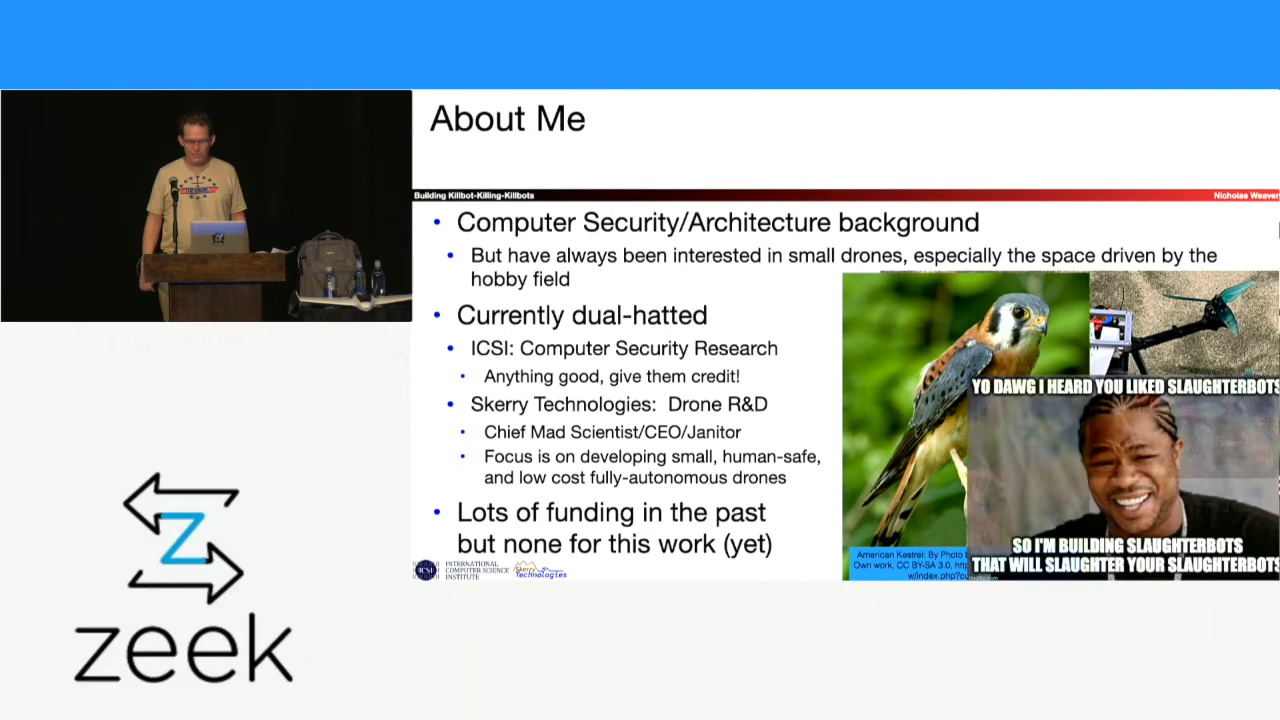 About Me
Building Killbot-Killing-Killbots
Nicholas Weaver
• Computer Security/Architecture background
• But have always been interested in small drones, especially the space driven by the
hobby field
• Currently dual-hatted
• ICSI: Computer Security Research
• Anything good, give them credit!
• Skerry Technologies: Drone R&D
• Chief Mad Scientist/CEO/Janitor
• Focus is on developing small, human-safe,
and low cost fully-autonomous drones
• Lots of funding in the past
but none for this work (yet)
YO DAWG I HEARD YOU LIKED SLAUGHTERBOTS
SO I'M BUILDING SLAUGHTERBOTS
THAT WILL SLAUGHTER YOUR SLAUGHTERBOTS
American Kestrel: By Photo
Own work, CC BY-SA 3.0,
ICSI
INTERNATIONAL
COMPUTER SCIENCE
INSTITUTE
Skerry
Technologies
Z
zeek